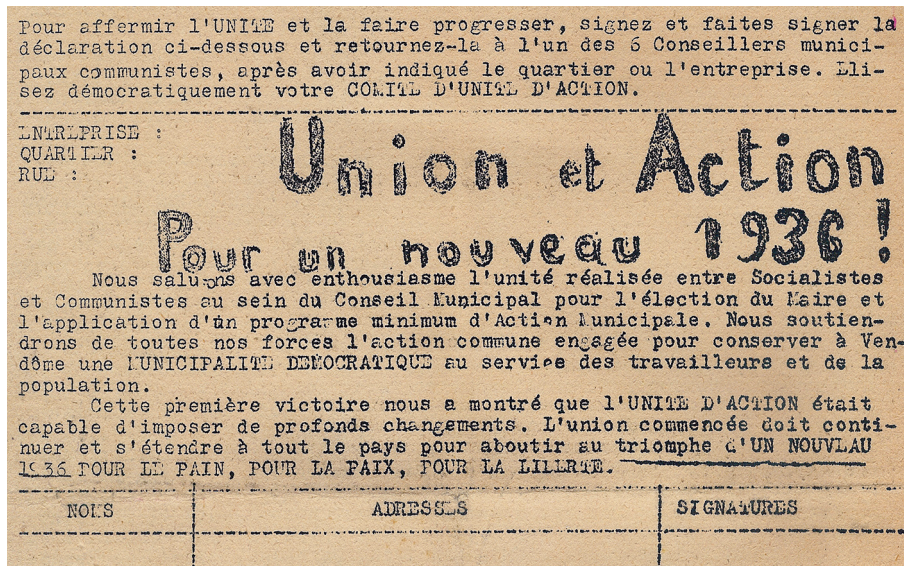 Pour affermir l'UNITE et la faire progresser, signez et faites signer la
déclaration ci-dessous et retournez-la à l'un des 6 Conseillers munici-
paux communistes, après avoir indiqué le quartier ou l'entreprise. Eli-
sez démocratiquement votre COMITE D'UNITE D'ACTION.
ENTREPRISE :
QUARTIER :
RUE :
Union et Action
Pour un nouveau 1936 !
Nous saluons avec enthousiasme l'unité réalisée entre Socialistes
et Communistes au sein du Conseil Municipal pour l'élection du Maire et
l'application d'un programme minimum d'Action Municipale. Nous soutien-
drons de toutes nos forces l'action commune engagée pour conserver à Ven-
dôme une MUNICIPALITE DEMOCRATIQUE au service des travailleurs et de la
population.
Cette première victoire nous a montré que l'UNITE D'ACTION était
capable d'imposer de profonds changements. L'union commencée doit conti-
nuer et s'étendre à tout le pays pour aboutir au triomphe d'UN NOUVEAU
1936 POUR LE PAIN, POUR LA PAIX, POUR LA LIBERTE.
NOMS ADRESSES SIGNATURES